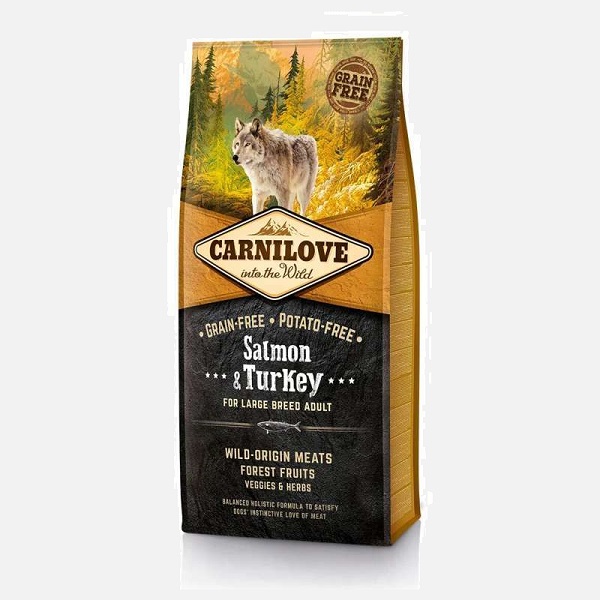 GRAIN
FREE
CARNILOVE
into the Wild
• GRAIN-FREE • POTATO-FREE •
Salmon
& Turkey
FOR LARGE BREED ADULT
WILD-ORIGIN MEATS
FOREST FRUITS
VEGGIES & HERBS
BALANCED HOLISTIC FORMULA TO SATISFY
DOGS' INSTINCTIVE LOVE OF MEAT